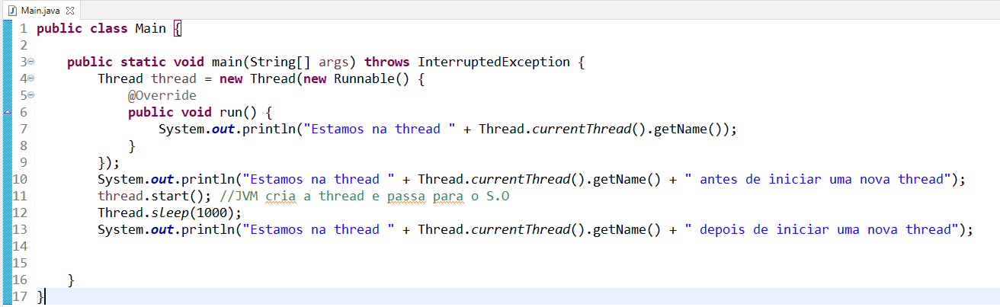 Main.java
1 public class Main {
2
3 public static void main(String[] args) throws InterruptedException {
4 Thread thread = new Thread(new Runnable() {
5 @Override
6 public void run() {
7 System.out.println("Estamos na thread " + Thread.currentThread().getName());
8 }
9 });
10 System.out.println("Estamos na thread " + Thread.currentThread().getName() + " antes de iniciar uma nova thread");
11 thread.start(); //JVM cria a thread e passa para o S.O
12 Thread.sleep(1000);
13 System.out.println("Estamos na thread " + Thread.currentThread().getName() + " depois de iniciar uma nova thread");
14
15
16 }
17 }